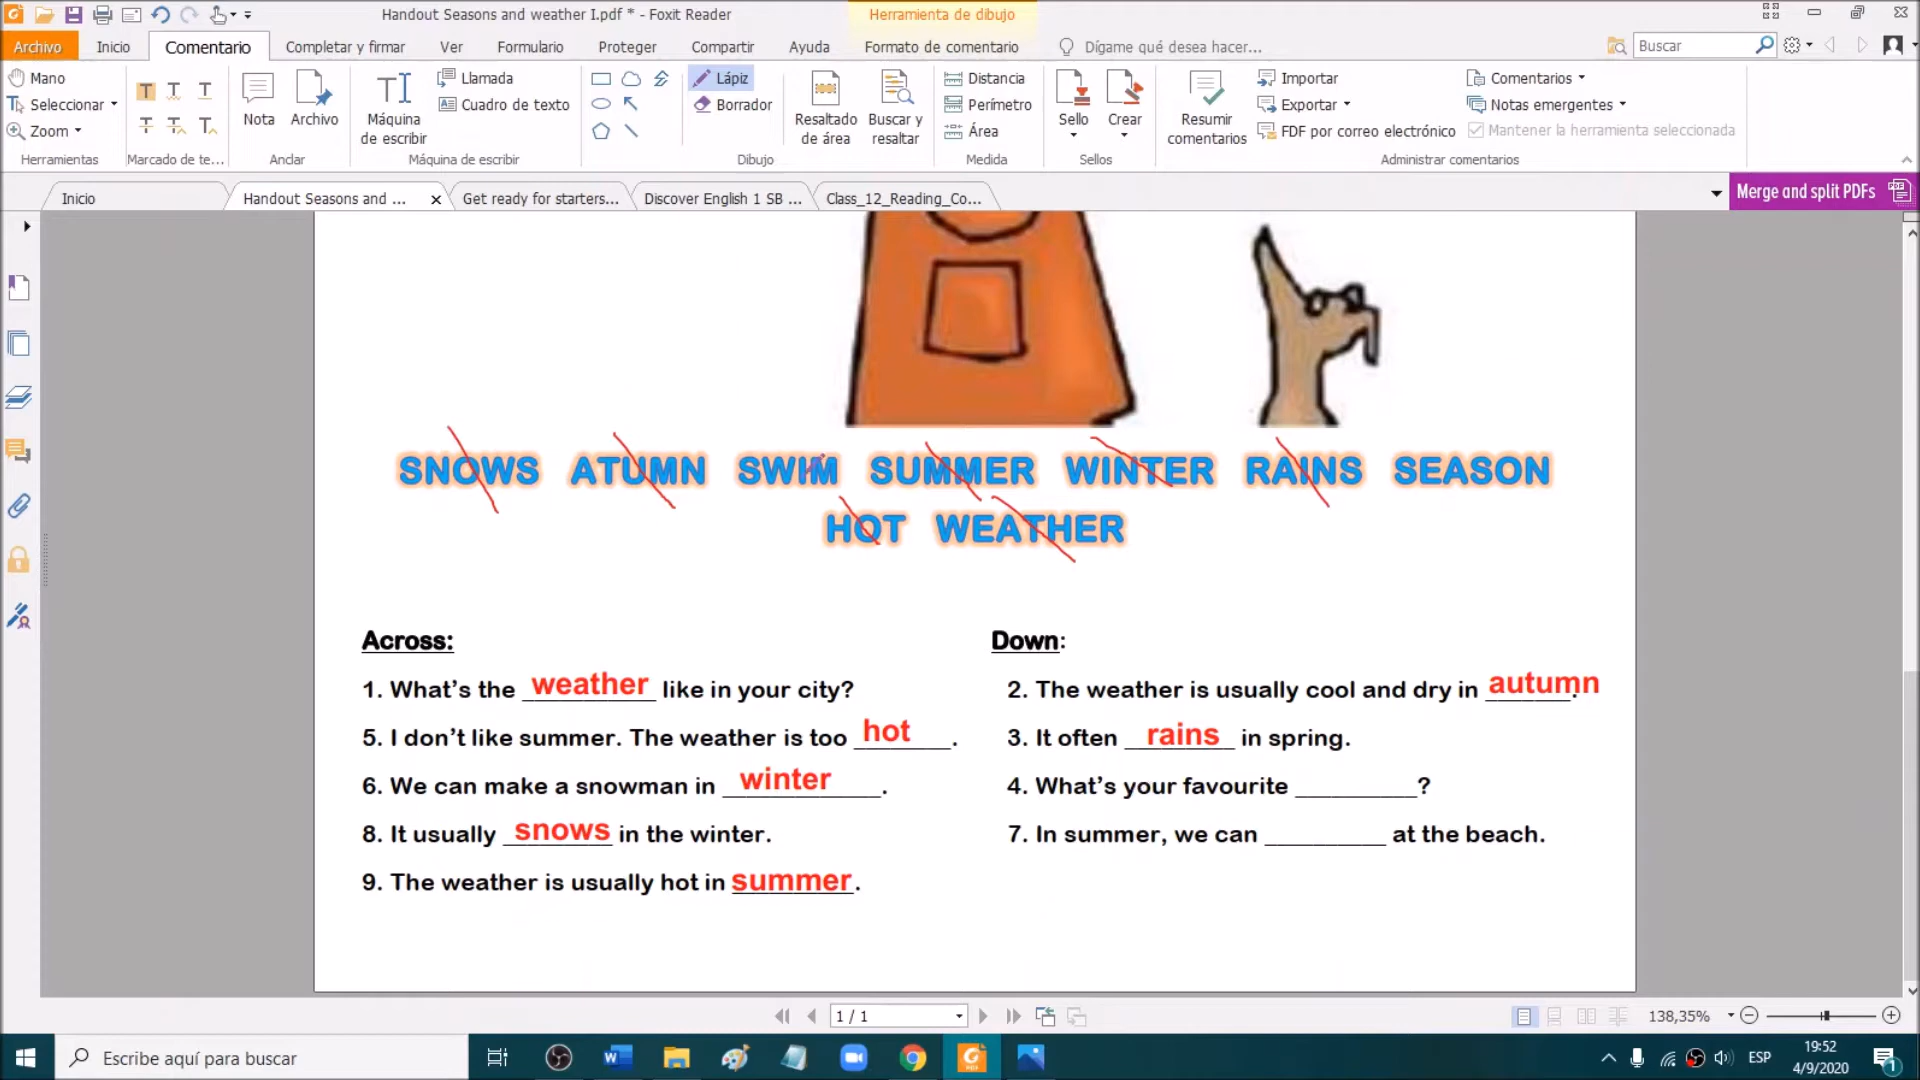 Handout Seasons and weather I.pdf * - Foxit Reader
Herramienta de dibujo
Archivo Inicio Comentario Completar y firmar Ver Formulario Proteger Compartir Ayuda Formato de comentario Dígame qué desea hacer... Buscar
Mano
Seleccionar
Zoom
Herramientas
Marcado de te...
Nota
Archivo
Anclar
Máquina de escribir
Llamada
Cuadro de texto
Máquina de escribir
Lápiz
Borrador
Dibujo
Resaltado de área
Buscar y resaltar
Distancia
Perímetro
Área
Medida
Sello
Crear
Sellos
Resumir comentarios
Importar
Exportar
FDF por correo electrónico
Comentarios
Notas emergentes
Mantener la herramienta seleccionada
Administrar comentarios
Inicio
Handout Seasons and ...
Get ready for starters...
Discover English 1 SB ...
Class_12_Reading_Co...
Merge and split PDFs
SNOWS ATUMN SWIM SUMMER WINTER RAINS SEASON
HOT WEATHER
Across:
1. What's the weather like in your city?
5. I don't like summer. The weather is too hot.
6. We can make a snowman in winter.
8. It usually snows in the winter.
9. The weather is usually hot in summer.
Down:
2. The weather is usually cool and dry in autumn.
3. It often rains in spring.
4. What's your favourite __________?
7. In summer, we can __________ at the beach.
1 / 1
138,35%
Escribe aquí para buscar
ESP
19:52
4/9/2020
1